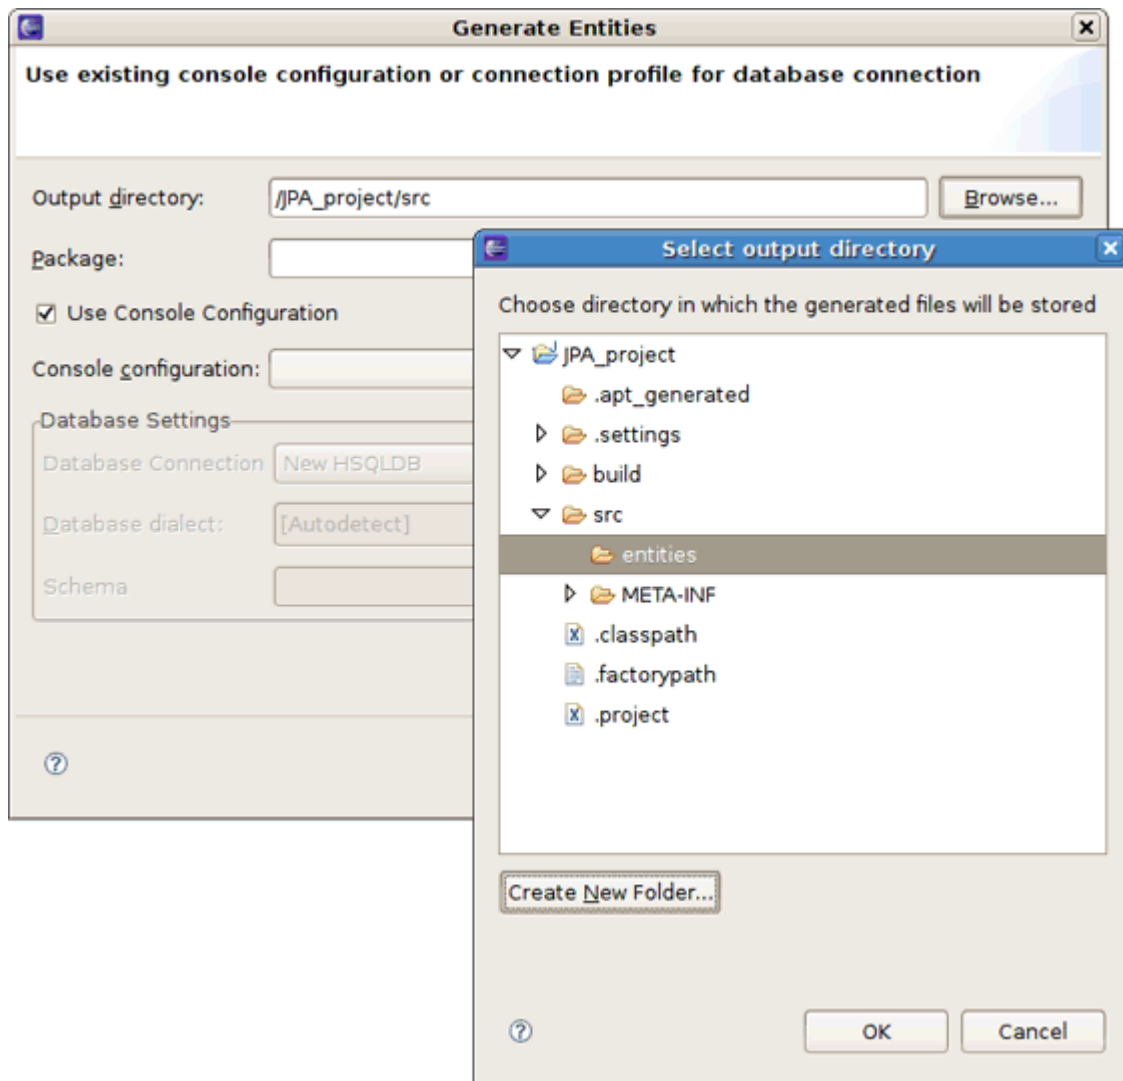 Generate Entities
Use existing console configuration or connection profile for database connection
Output directory:
/JPA_project/src
Browse...
Package:
Use Console Configuration
Console configuration:
Database Settings
Database Connection
New HSQLDB
Database dialect:
[Autodetect]
Schema
Select output directory
Choose directory in which the generated files will be stored
JPA_project
.apt_generated
.settings
build
src
entities
META-INF
.classpath
.factorypath
.project
Create New Folder...
OK
Cancel